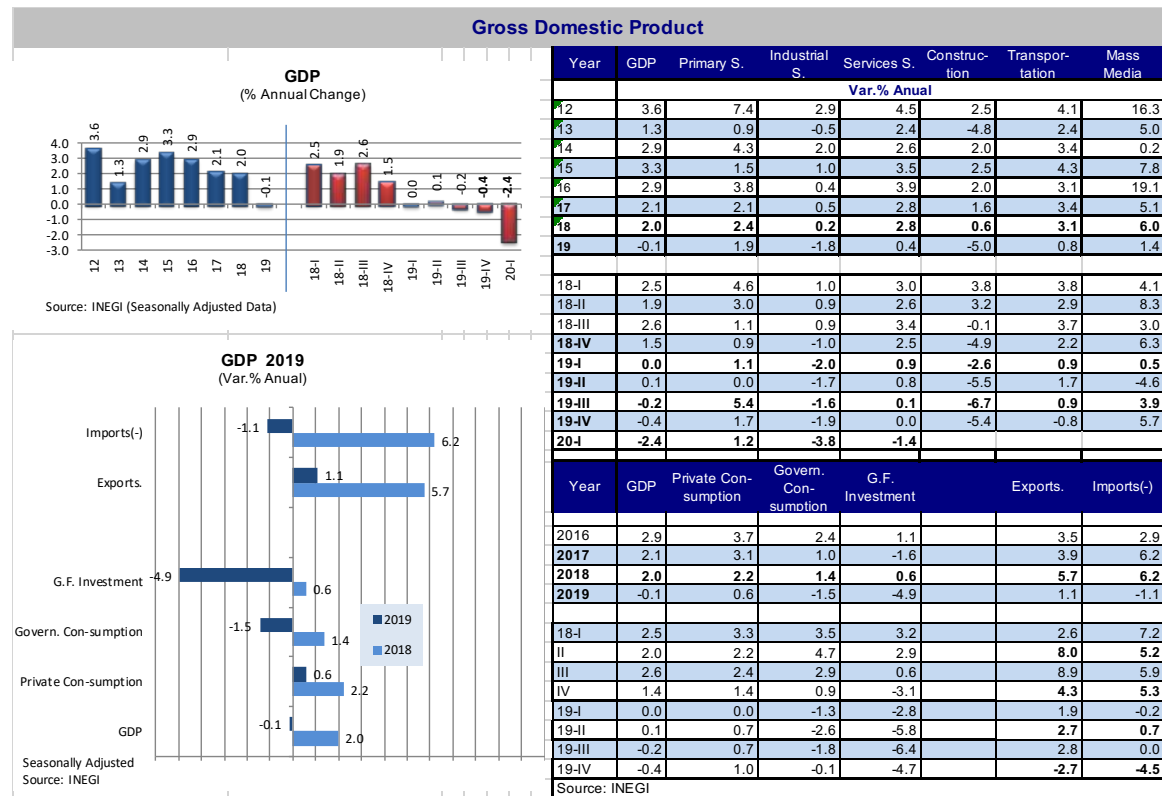 Gross Domestic Product
GDP
(% Annual Change)
4.0
3.0
2.0
1.0
0.0
-1.0
-2.0
-3.0
3.6 1.3 2.9 3.3 2.9 2.1 2.0 -0.1 2.5 1.9 2.6 1.5 0.0 0.1 -0.2 -0.4 -2.4
12 13 14 15 16 17 18 19 18-I 18-II 18-III 18-IV 19-I 19-II 19-III 19-IV 20-I
Source: INEGI (Seasonally Adjusted Data)
GDP 2019
(Var.% Anual)
Imports(-) -1.1 6.2
Exports. 1.1 5.7
G.F. Investment -4.9 0.6
Govern. Con-sumption -1.5 1.4
Private Con-sumption 0.6 2.2
GDP -0.1 2.0
2019
2018
Seasonally Adjusted
Source: INEGI
Year GDP Primary S. Industrial S. Services S. Construc-tion Transpor-tation Mass Media
Var.% Anual
12 3.6 7.4 2.9 4.5 2.5 4.1 16.3
13 1.3 0.9 -0.5 2.4 -4.8 2.4 5.0
14 2.9 4.3 2.0 2.6 2.0 3.4 0.2
15 3.3 1.5 1.0 3.5 2.5 4.3 7.8
16 2.9 3.8 0.4 3.9 2.0 3.1 19.1
17 2.1 2.1 0.5 2.8 1.6 3.4 5.1
18 2.0 2.4 0.2 2.8 0.6 3.1 6.0
19 -0.1 1.9 -1.8 0.4 -5.0 0.8 1.4
18-I 2.5 4.6 1.0 3.0 3.8 3.8 4.1
18-II 1.9 3.0 0.9 2.6 3.2 2.9 8.3
18-III 2.6 1.1 0.9 3.4 -0.1 3.7 3.0
18-IV 1.5 0.9 -1.0 2.5 -4.9 2.2 6.3
19-I 0.0 1.1 -2.0 0.9 -2.6 0.9 0.5
19-II 0.1 0.0 -1.7 0.8 -5.5 1.7 -4.6
19-III -0.2 5.4 -1.6 0.1 -6.7 0.9 3.9
19-IV -0.4 1.7 -1.9 0.0 -5.4 -0.8 5.7
20-I -2.4 1.2 -3.8 -1.4
Year GDP Private Con-sumption Govern. Con-sumption G.F. Investment Exports. Imports(-)
2016 2.9 3.7 2.4 1.1 3.5 2.9
2017 2.1 3.1 1.0 -1.6 3.9 6.2
2018 2.0 2.2 1.4 0.6 5.7 6.2
2019 -0.1 0.6 -1.5 -4.9 1.1 -1.1
18-I 2.5 3.3 3.5 3.2 2.6 7.2
II 2.0 2.2 4.7 2.9 8.0 5.2
III 2.6 2.4 2.9 0.6 8.9 5.9
IV 1.4 1.4 0.9 -3.1 4.3 5.3
19-I 0.0 0.0 -1.3 -2.8 1.9 -0.2
19-II 0.1 0.7 -2.6 -5.8 2.7 0.7
19-III -0.2 0.7 -1.8 -6.4 2.8 0.0
19-IV -0.4 1.0 -0.1 -4.7 -2.7 -4.5
Source: INEGI